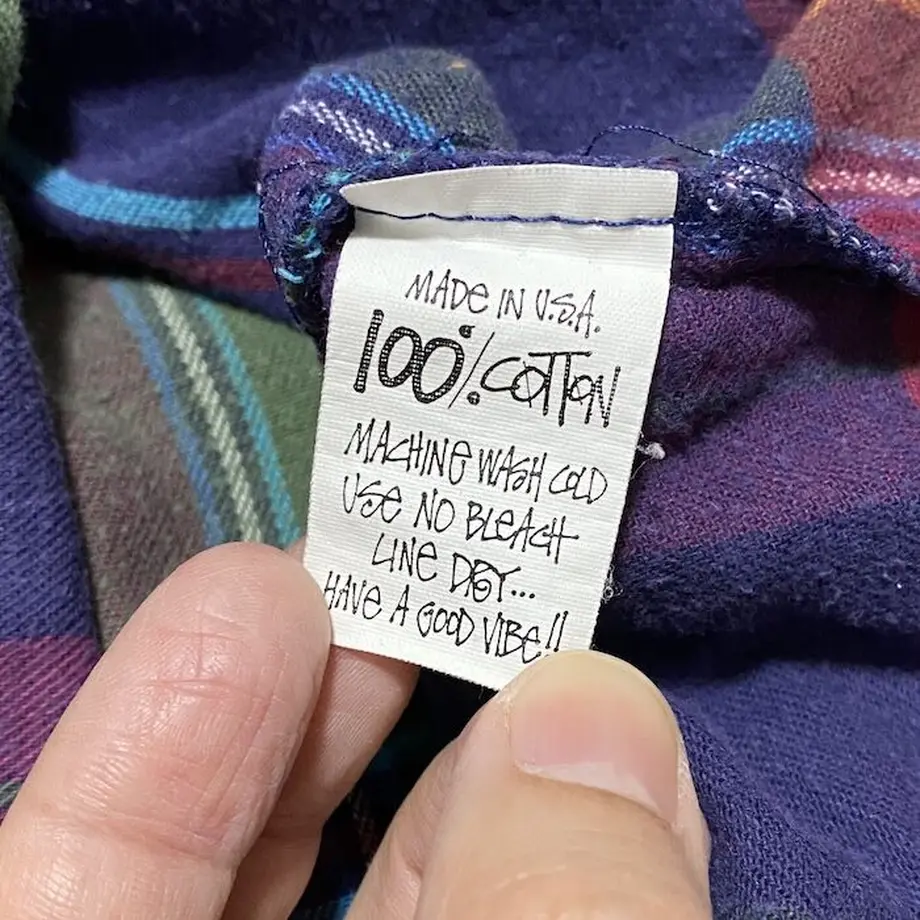 MADE IN U.S.A.
100% COTTON
MACHINE WASH COLD
USE NO BLEACH
LINE DRY...
HAVE A GOOD VIBE!!